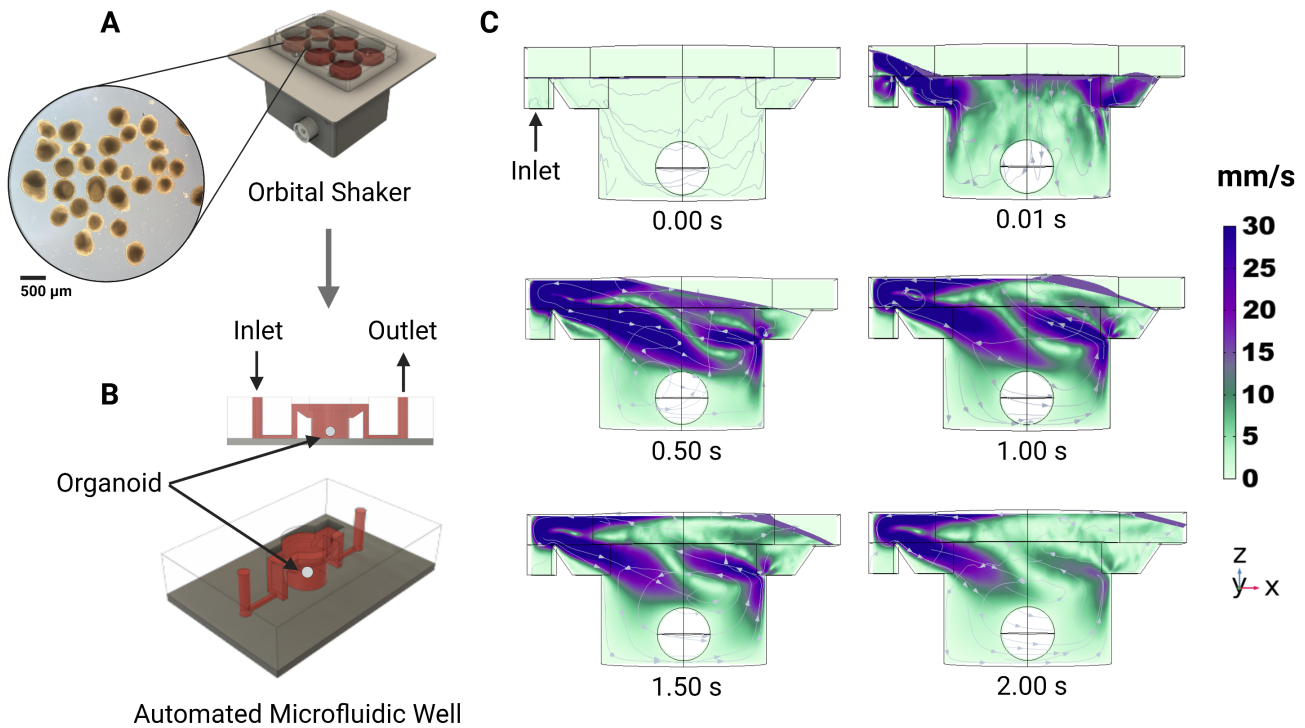 A
Orbital Shaker
500 µm
B
Inlet
Outlet
Organoid
Automated Microfluidic Well
C
Inlet
0.00 s
0.01 s
0.50 s
1.00 s
1.50 s
2.00 s
mm/s
30
25
20
15
10
5
0
z
y
x